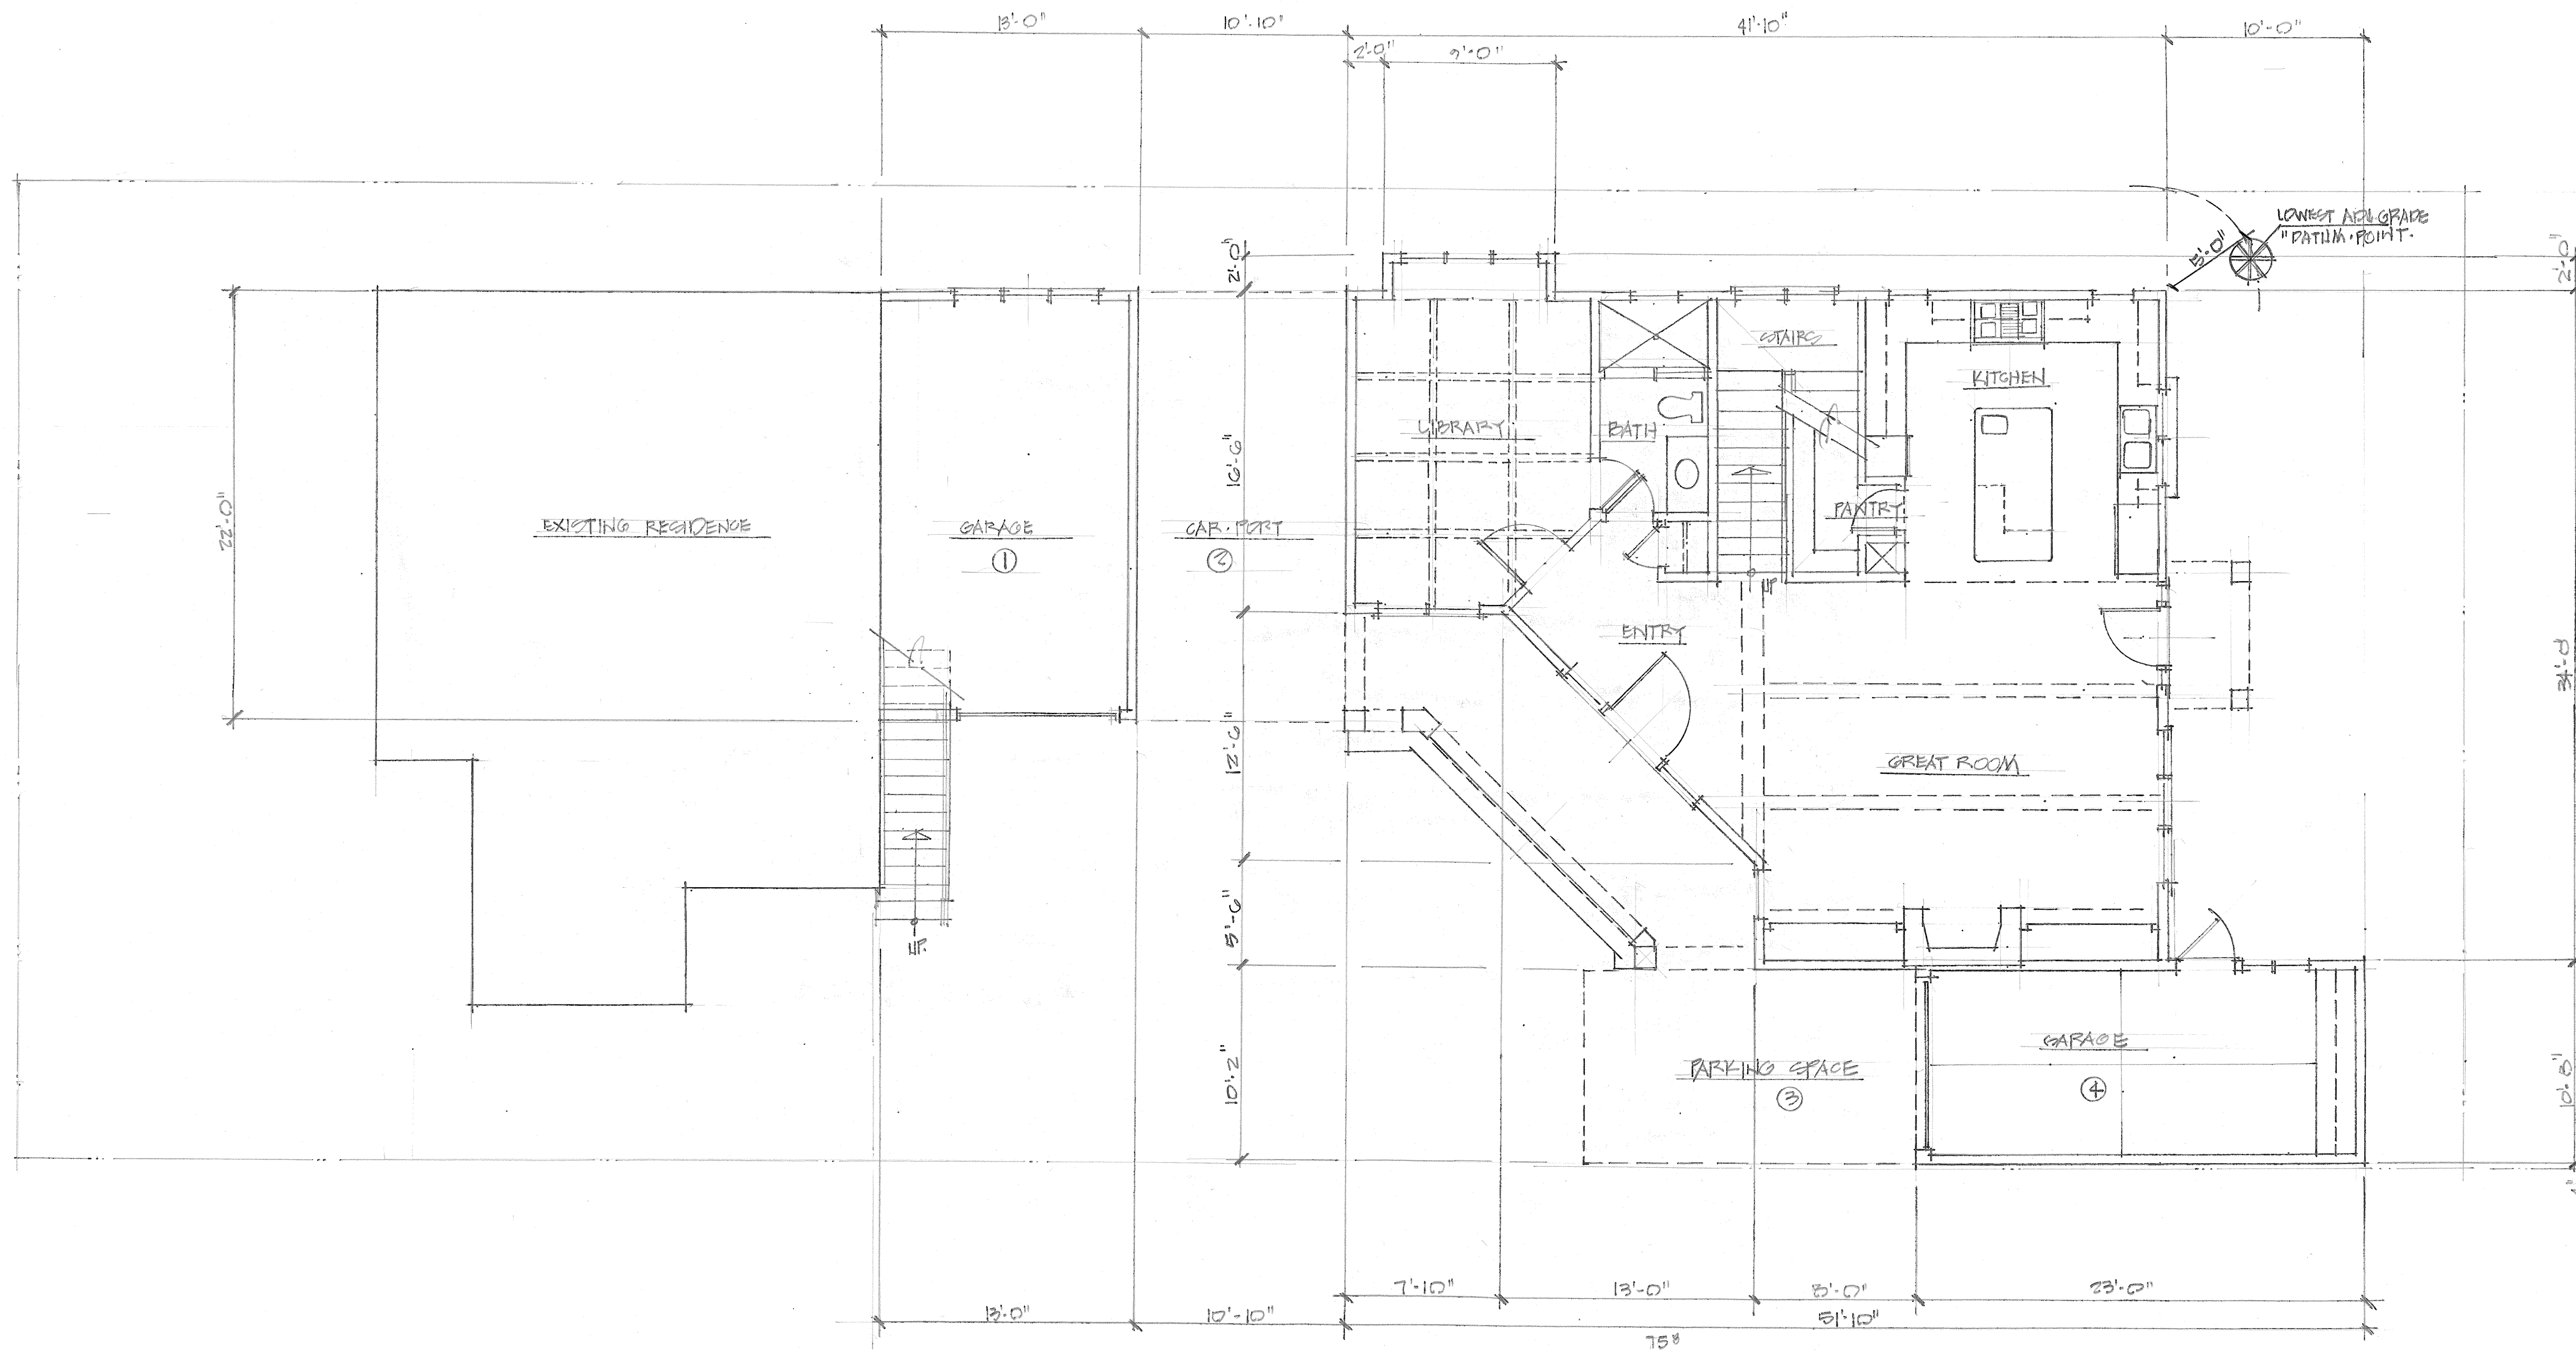 13'-0"
10'-10'
41'-10"
10'-0"
2'-0"
9'-0"
LOWEST ADJ. GRADE
"DATUM • POINT.
5'-0"
2'-0"
2'-0"
STAIRS
KITCHEN
LIBRARY
BATH
16'-6"
22'-0"
EXISTING RESIDENCE
GARAGE
1
CAR • PORT
2
PANTRY
UP
ENTRY
34'-0
12'-6"
GREAT ROOM
5'-6"
UP.
GARAGE
PARKING SPACE
3
4
10'-2"
10'-8"
7'-10"
13'-0"
8'-0"
23'-0"
13'-0"
10'-10"
51'-10"
75⁸